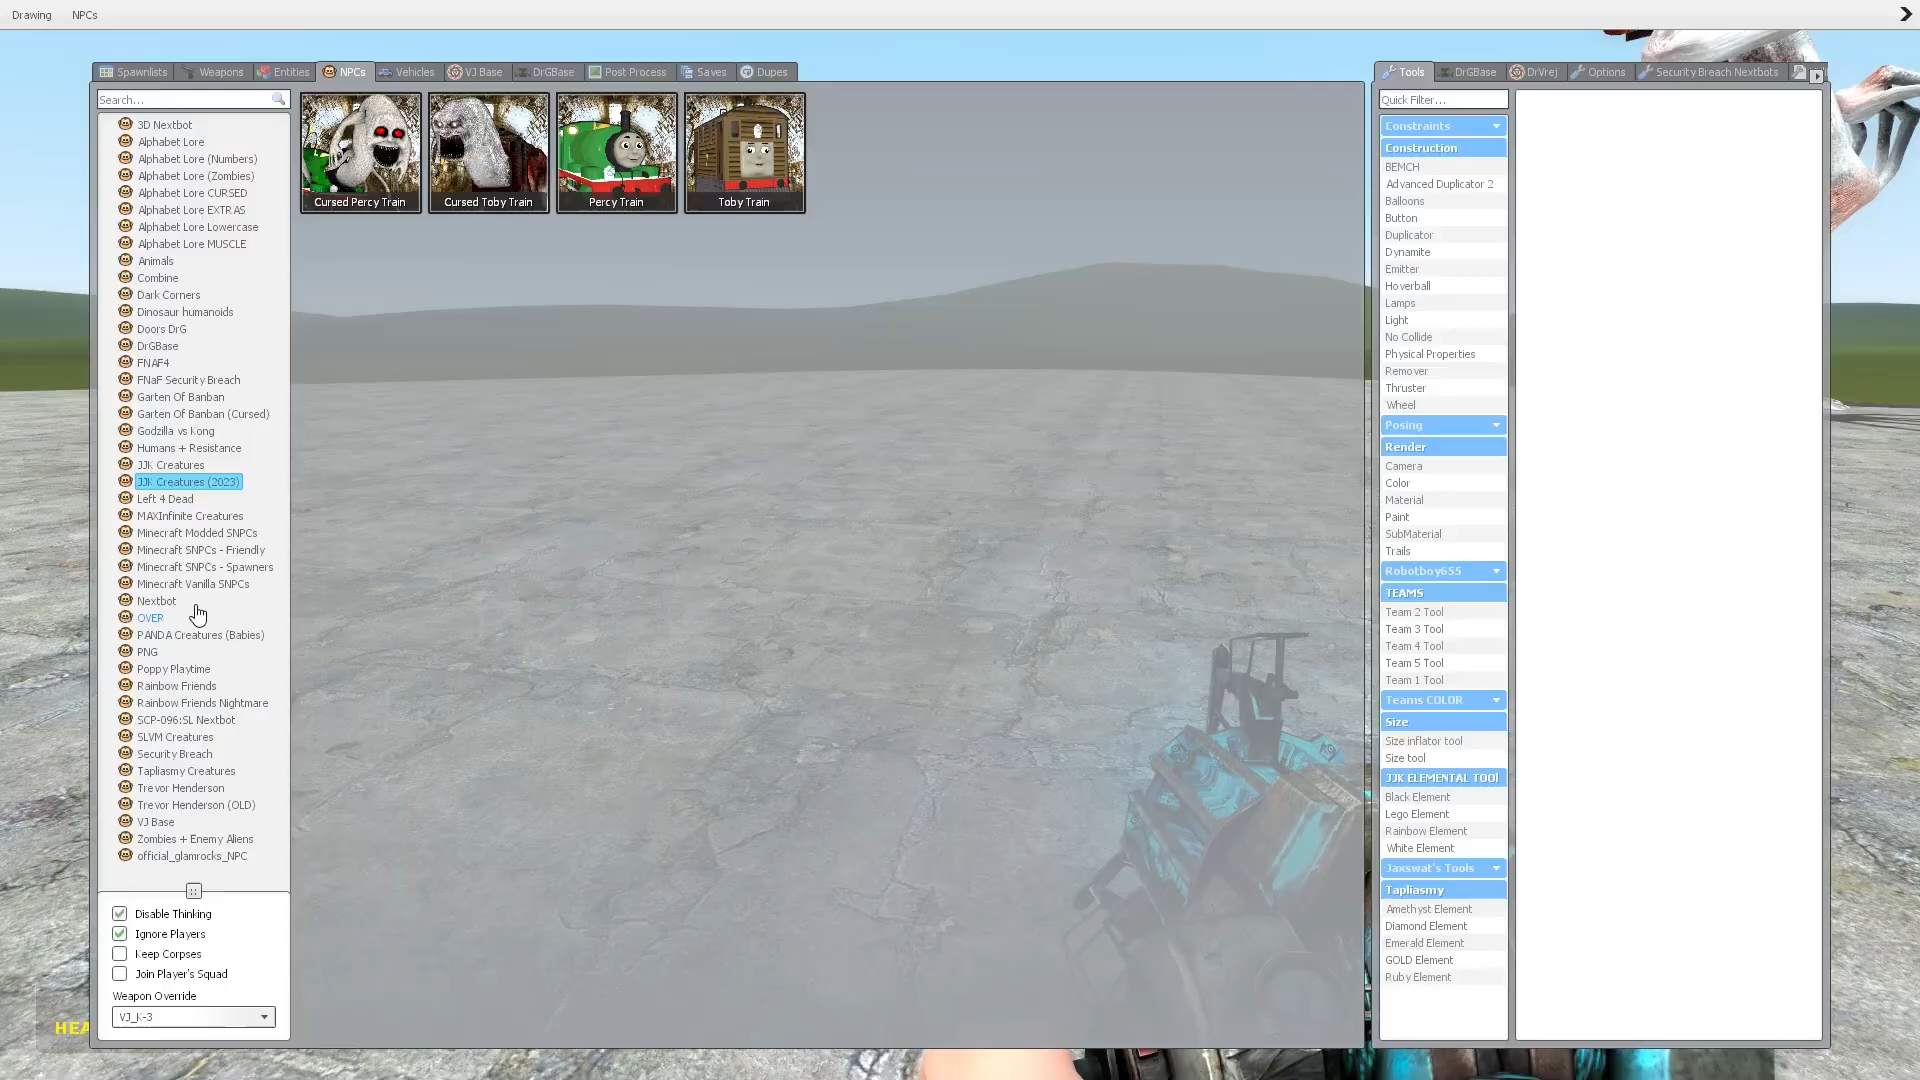 Drawing NPCs
Spawnlists Weapons Entities NPCs Vehicles VJ Base DrGBase Post Process Saves Dupes
Search...
3D Nextbot
Alphabet Lore
Alphabet Lore (Numbers)
Alphabet Lore (Zombies)
Alphabet Lore CURSED
Alphabet Lore EXTRAS
Alphabet Lore Lowercase
Alphabet Lore MUSCLE
Animals
Combine
Dark Corners
Dinosaur humanoids
Doors DrG
DrGBase
FNAF4
FNaF Security Breach
Garten Of Banban
Garten Of Banban (Cursed)
Godzilla vs Kong
Humans + Resistance
JJK Creatures
JJK Creatures (2023)
Left 4 Dead
MAXInfinite Creatures
Minecraft Modded SNPCs
Minecraft SNPCs - Friendly
Minecraft SNPCs - Spawners
Minecraft Vanilla SNPCs
Nextbot
OVER
PANDA Creatures (Babies)
PNG
Poppy Playtime
Rainbow Friends
Rainbow Friends Nightmare
SCP-096:SL Nextbot
SLVM Creatures
Security Breach
Tapliasmy Creatures
Trevor Henderson
Trevor Henderson (OLD)
VJ Base
Zombies + Enemy Aliens
official_glamrocks_NPC
Disable Thinking
Ignore Players
Keep Corpses
Join Player's Squad
Weapon Override
VJ_K-3
HEA
Cursed Percy Train Cursed Toby Train Percy Train Toby Train
Tools DrGBase DrVrej Options Security Breach Nextbots
Quick Filter...
Constraints
Construction
BEMCH
Advanced Duplicator 2
Balloons
Button
Duplicator
Dynamite
Emitter
Hoverball
Lamps
Light
No Collide
Physical Properties
Remover
Thruster
Wheel
Posing
Render
Camera
Color
Material
Paint
SubMaterial
Trails
Robotboy655
TEAMS
Team 2 Tool
Team 3 Tool
Team 4 Tool
Team 5 Tool
Team 1 Tool
Teams COLOR
Size
Size inflator tool
Size tool
JJK ELEMENTAL TOOl
Black Element
Lego Element
Rainbow Element
White Element
Jaxswat's Tools
Tapliasmy
Amethyst Element
Diamond Element
Emerald Element
GOLD Element
Ruby Element